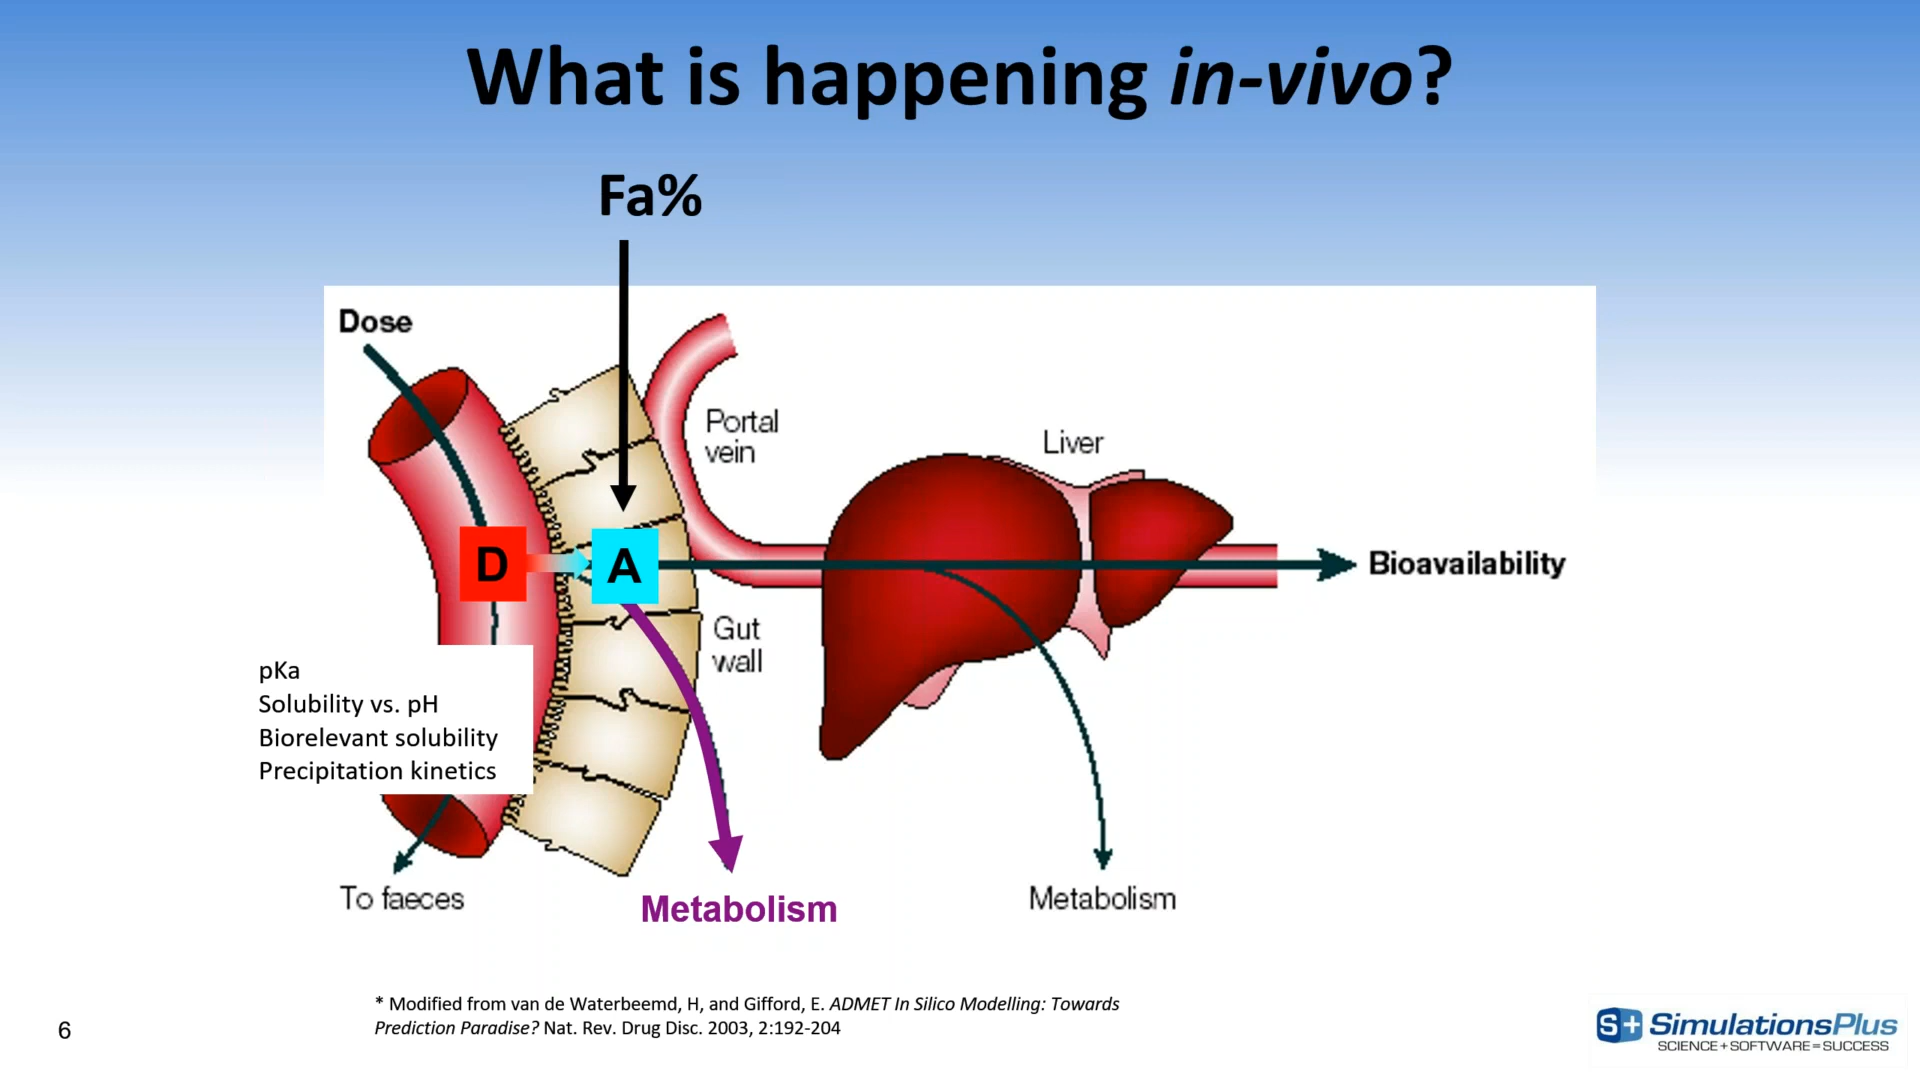 What is happening in-vivo?
Fa%
Dose
Portal
vein
Liver
D
A
Bioavailability
Gut
wall
pKa
Solubility vs. pH
Biorelevant solubility
Precipitation kinetics
To faeces
Metabolism
Metabolism
* Modified from van de Waterbeemd, H, and Gifford, E. ADMET In Silico Modelling: Towards
Prediction Paradise? Nat. Rev. Drug Disc. 2003, 2:192-204
6
S+ SimulationsPlus
SCIENCE+SOFTWARE=SUCCESS